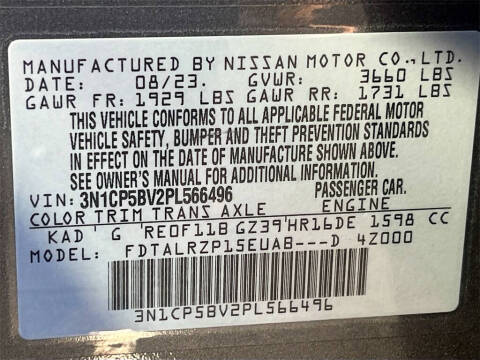 MANUFACTURED BY NISSAN MOTOR CO., LTD.
DATE: 08/23. GVWR: 3660 LBS
GAWR FR: 1929 LBS GAWR RR: 1731 LBS
THIS VEHICLE CONFORMS TO ALL APPLICABLE FEDERAL MOTOR
VEHICLE SAFETY, BUMPER AND THEFT PREVENTION STANDARDS
IN EFFECT ON THE DATE OF MANUFACTURE SHOWN ABOVE.
SEE OWNER'S MANUAL FOR ADDITIONAL INFORMATION.
VIN: 3N1CP5BV2PL566496
COLOR TRIM TRANS AXLE ENGINE
KAD G RE0F11B GZ39 HR16DE 1598 CC
MODEL: FDTALRZP15EUAB---D 4Z000
3N1CP5BV2PL566496